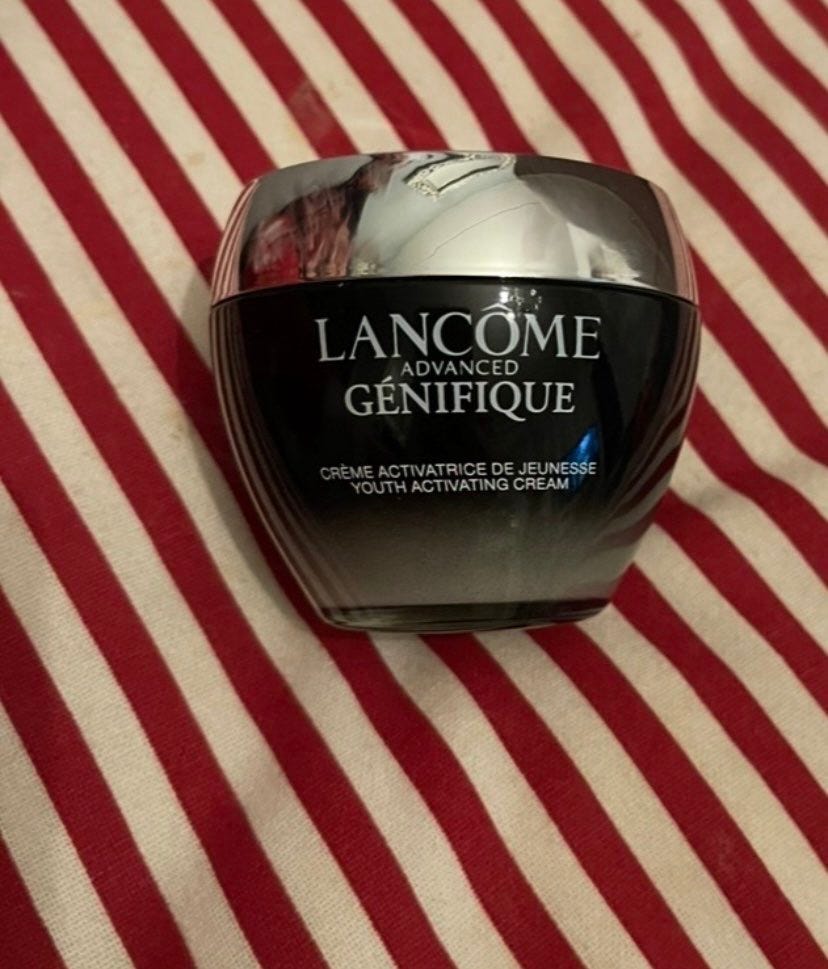 LANCÔME
ADVANCED
GÉNIFIQUE
CRÈME ACTIVATRICE DE JEUNESSE
YOUTH ACTIVATING CREAM